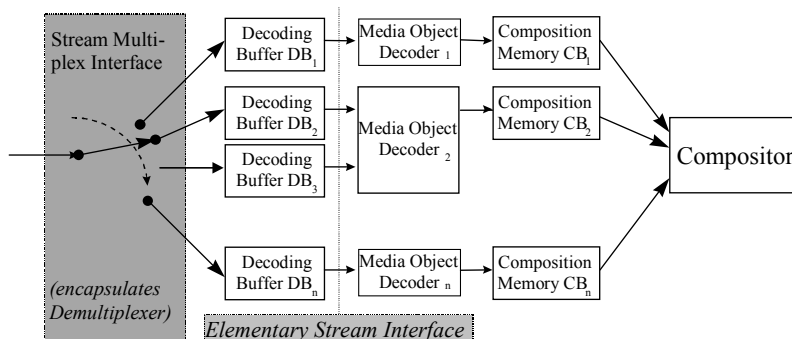 Stream Multi-
plex Interface
(encapsulates
Demultiplexer)
Decoding
Buffer DB1
Media Object
Decoder 1
Composition
Memory CB1
Decoding
Buffer DB2
Media Object
Decoder 2
Composition
Memory CB2
Decoding
Buffer DB3
Compositor
Decoding
Buffer DBn
Media Object
Decoder n
Composition
Memory CBn
Elementary Stream Interface